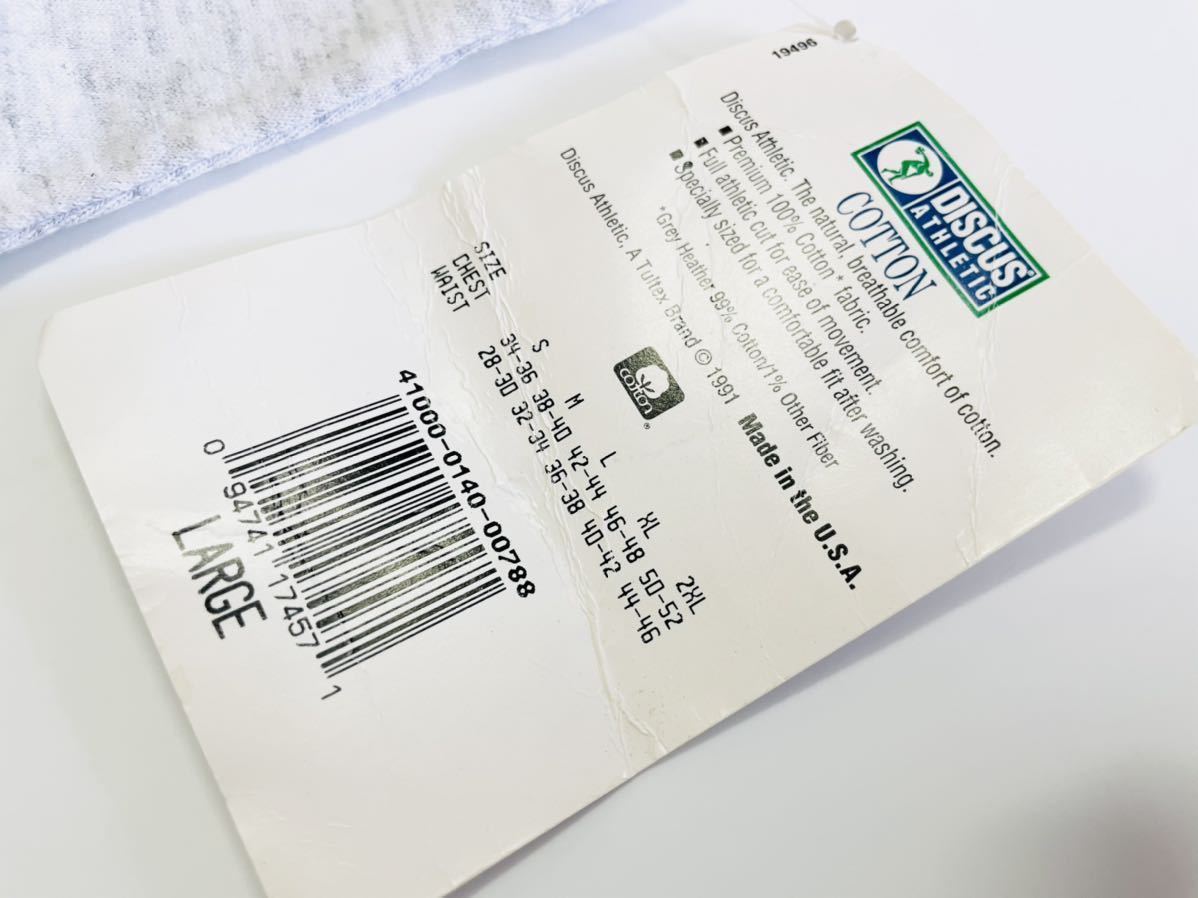 19496
DISCUS®
ATHLETIC
COTTON
Discus Athletic. The natural, breathable comfort of cotton.
■ Premium 100% Cotton* fabric.
■ Full athletic cut for ease of movement.
■ Specially sized for a comfortable fit after washing.
*Grey Heather 99% Cotton/1% Other Fiber
Discus Athletic, A Tultex Brand © 1991 Made in the U.S.A.
cotton®
SIZE S M L XL 2XL
CHEST 34-36 38-40 42-44 46-48 50-52
WAIST 28-30 32-34 36-38 40-42 44-46
41000-0140-00788
0 94741 17457 1
LARGE